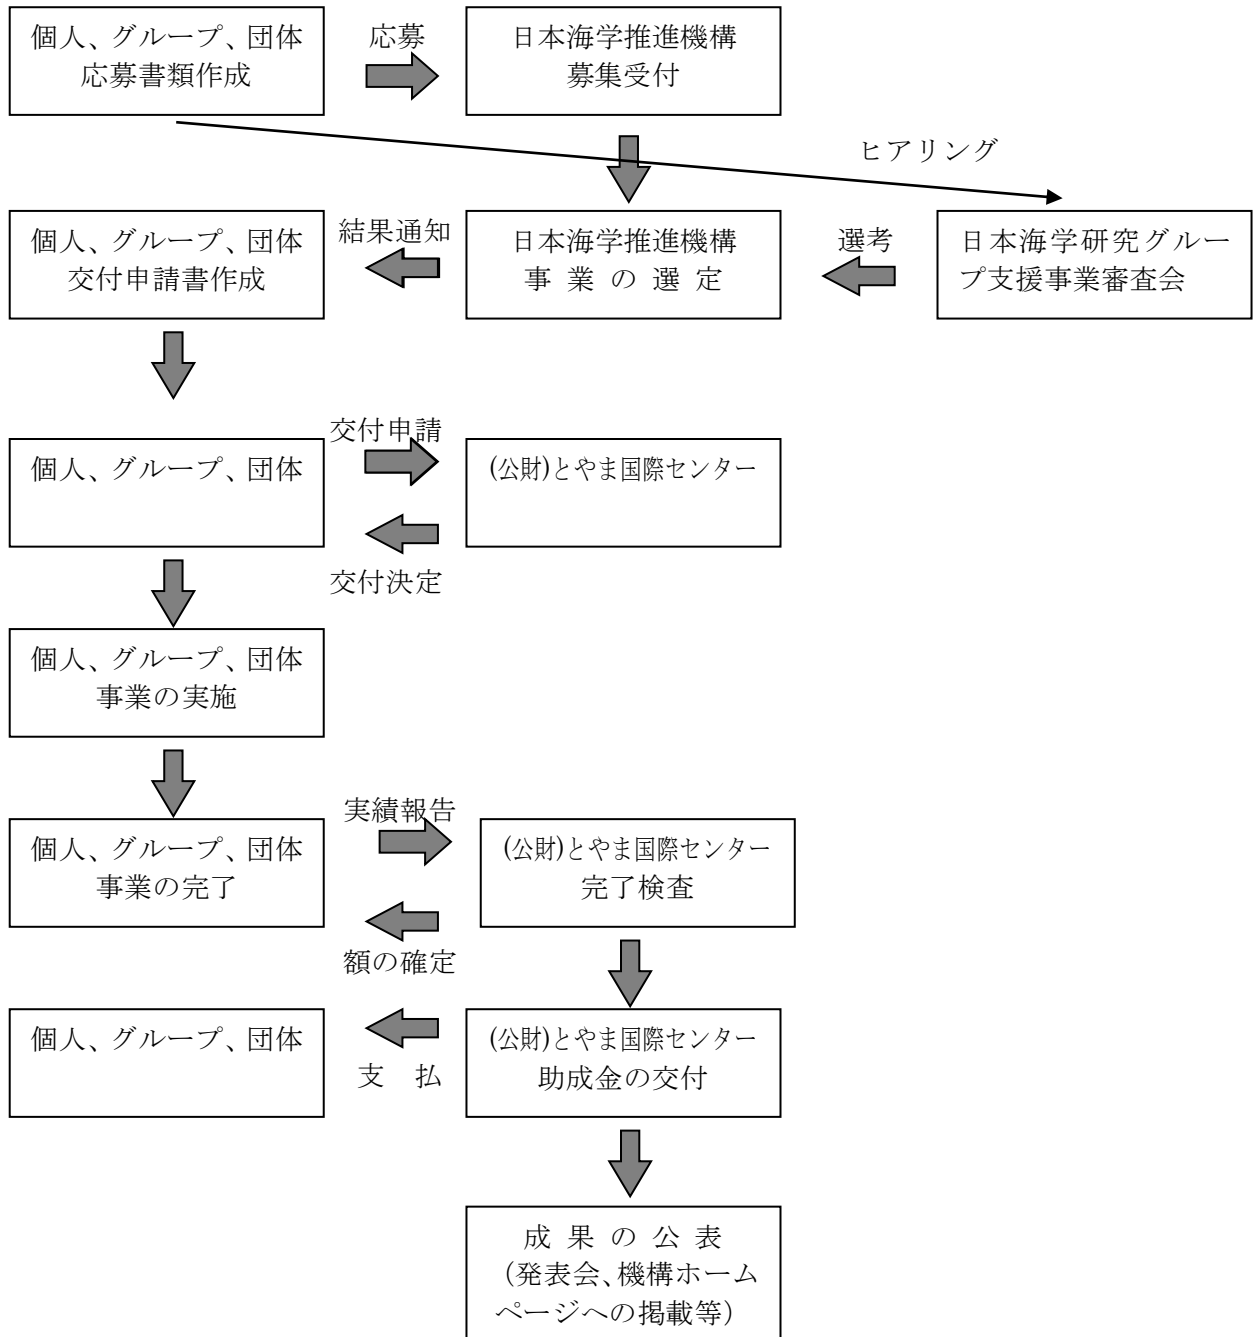 個人、グループ、団体
応募書類作成
応募
日本海学推進機構
募集受付
ヒアリング
個人、グループ、団体
交付申請書作成
結果通知
日本海学推進機構
事業の選定
選考
日本海学研究グルー
プ支援事業審査会
個人、グループ、団体
交付申請
(公財)とやま国際センター
交付決定
個人、グループ、団体
事業の実施
個人、グループ、団体
事業の完了
実績報告
(公財)とやま国際センター
完了検査
額の確定
個人、グループ、団体
支 払
(公財)とやま国際センター
助成金の交付
成果の公表
(発表会、機構ホーム
ページへの掲載等)